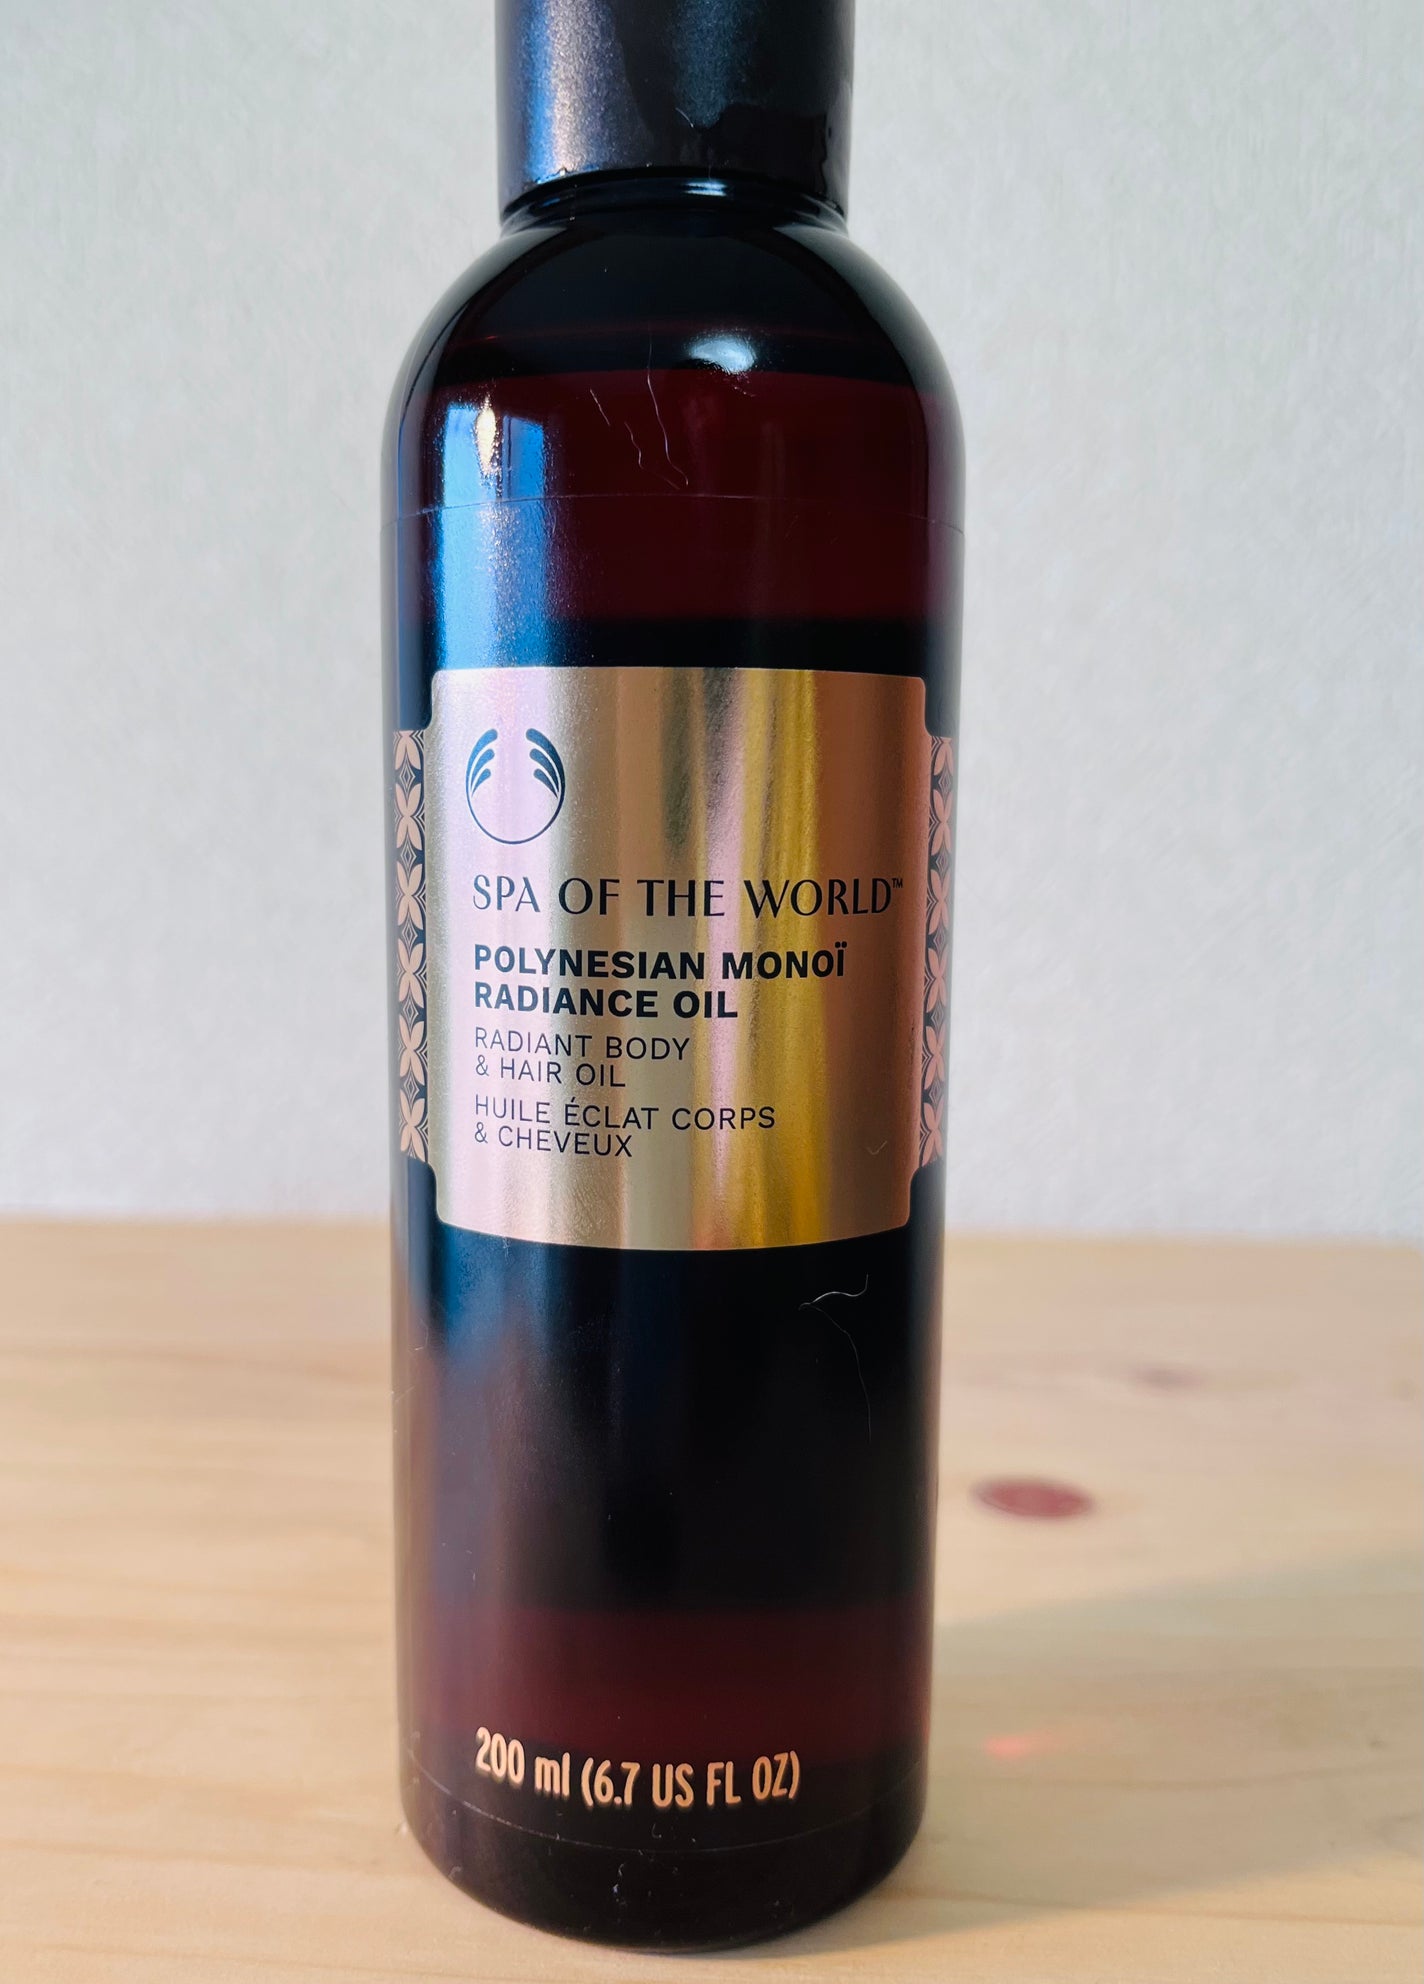 SPA OF THE WORLD™
POLYNESIAN MONOÏ
RADIANCE OIL
RADIANT BODY
& HAIR OIL
HUILE ÉCLAT CORPS
& CHEVEUX
200 ml (6.7 US FL OZ)